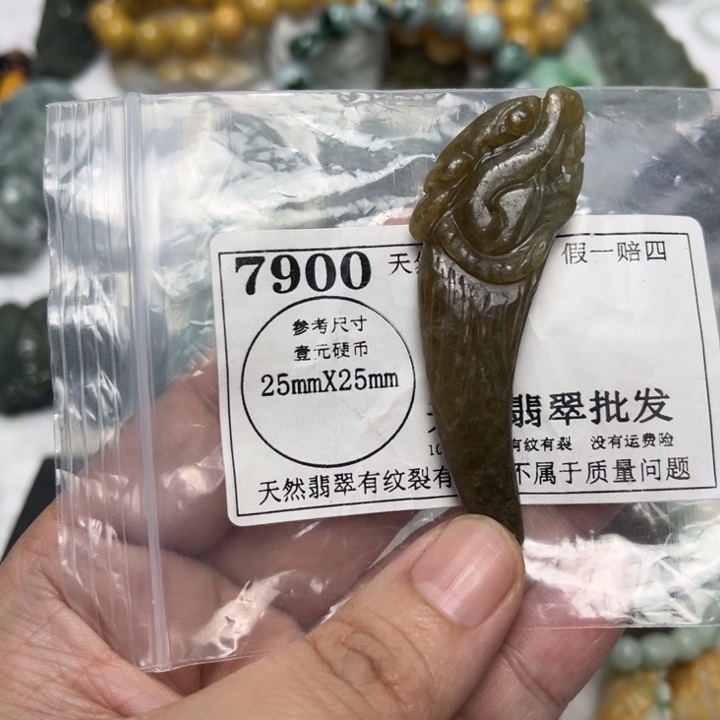 7900 天 假一赔四
参考尺寸
壹元硬币
25mmX25mm
翡翠批发
有纹有裂 没有运费险
天然翡翠有纹裂有 不属于质量问题